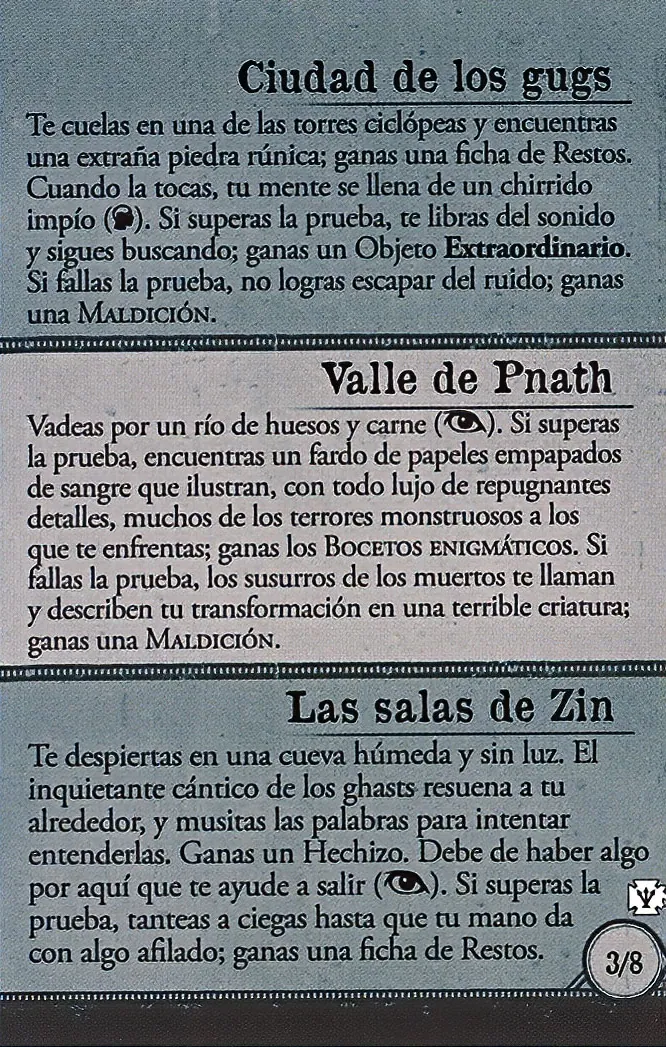 Ciudad de los gugs
Te cuelas en una de las torres ciclópeas y encuentras
una extraña piedra rúnica; ganas una ficha de Restos.
Cuando la tocas, tu mente se llena de un chirrido
impío (). Si superas la prueba, te libras del sonido
y sigues buscando; ganas un Objeto Extraordinario.
Si fallas la prueba, no logras escapar del ruido; ganas
una MALDICIÓN.
Valle de Pnath
Vadeas por un río de huesos y carne (). Si superas
la prueba, encuentras un fardo de papeles empapados
de sangre que ilustran, con todo lujo de repugnantes
detalles, muchos de los terrores monstruosos a los
que te enfrentas; ganas los BOCETOS ENIGMÁTICOS. Si
fallas la prueba, los susurros de los muertos te llaman
y describen tu transformación en una terrible criatura;
ganas una MALDICIÓN.
Las salas de Zin
Te despiertas en una cueva húmeda y sin luz. El
inquietante cántico de los ghasts resuena a tu
alrededor, y musitas las palabras para intentar
entenderlas. Ganas un Hechizo. Debe de haber algo
por aquí que te ayude a salir (). Si superas la
prueba, tanteas a ciegas hasta que tu mano da
con algo afilado; ganas una ficha de Restos.
3/8